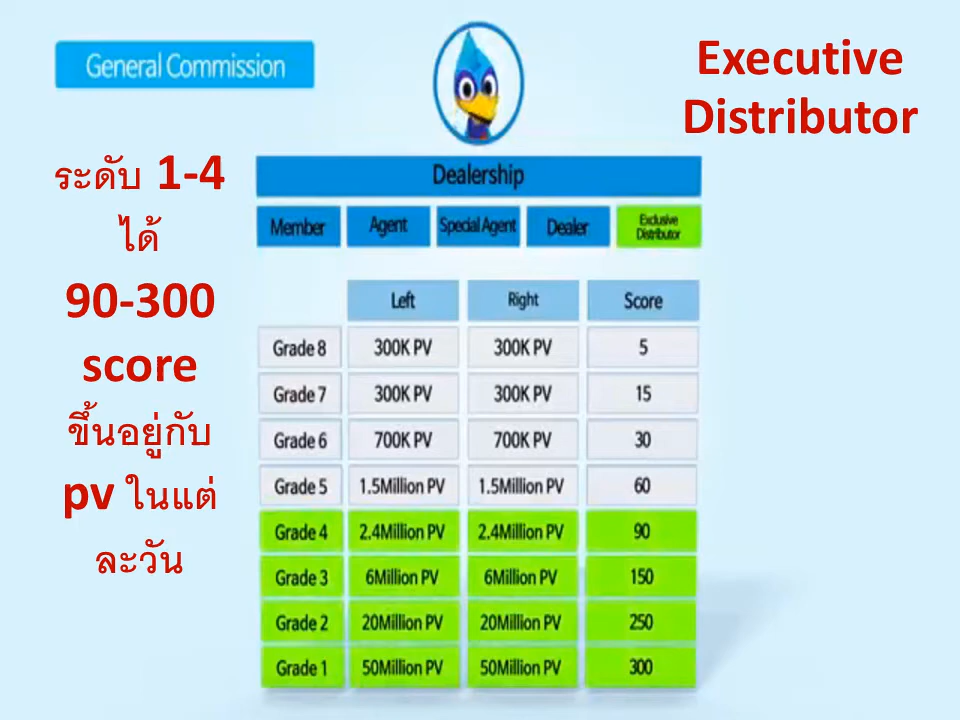 General Commission
Executive
Distributor
ระดับ 1-4
ได้
90-300
score
ขึ้นอยู่กับ
pv ในแต่
ละวัน
Dealership
Member Agent Special Agent Dealer Exclusive Distributor
Left Right Score
Grade 8 300K PV 300K PV 5
Grade 7 300K PV 300K PV 15
Grade 6 700K PV 700K PV 30
Grade 5 1.5Million PV 1.5Million PV 60
Grade 4 2.4Million PV 2.4Million PV 90
Grade 3 6Million PV 6Million PV 150
Grade 2 20Million PV 20Million PV 250
Grade 1 50Million PV 50Million PV 300